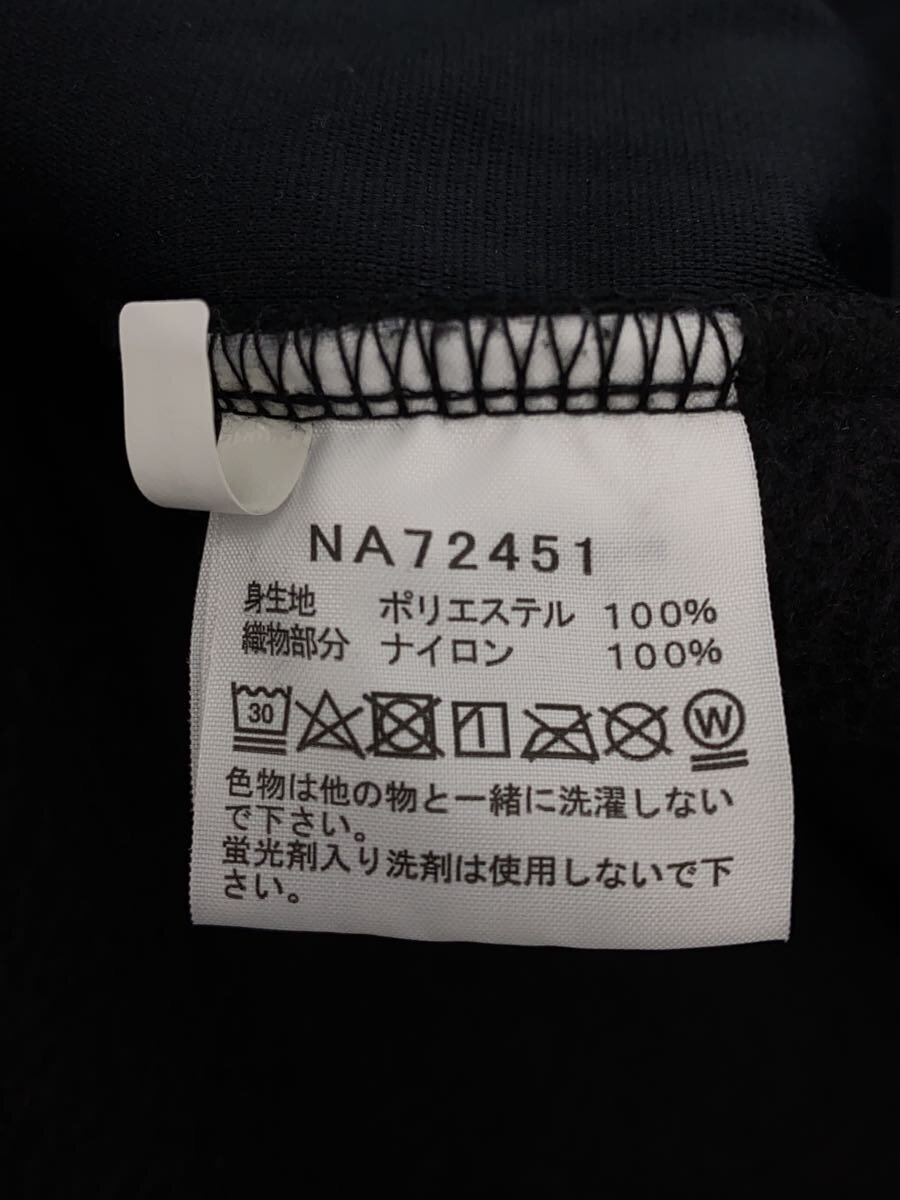 NA72451
身生地 ポリエステル 100%
織物部分 ナイロン 100%
30 W
色物は他の物と一緒に洗濯しない
で下さい。
蛍光剤入り洗剤は使用しないで下
さい。